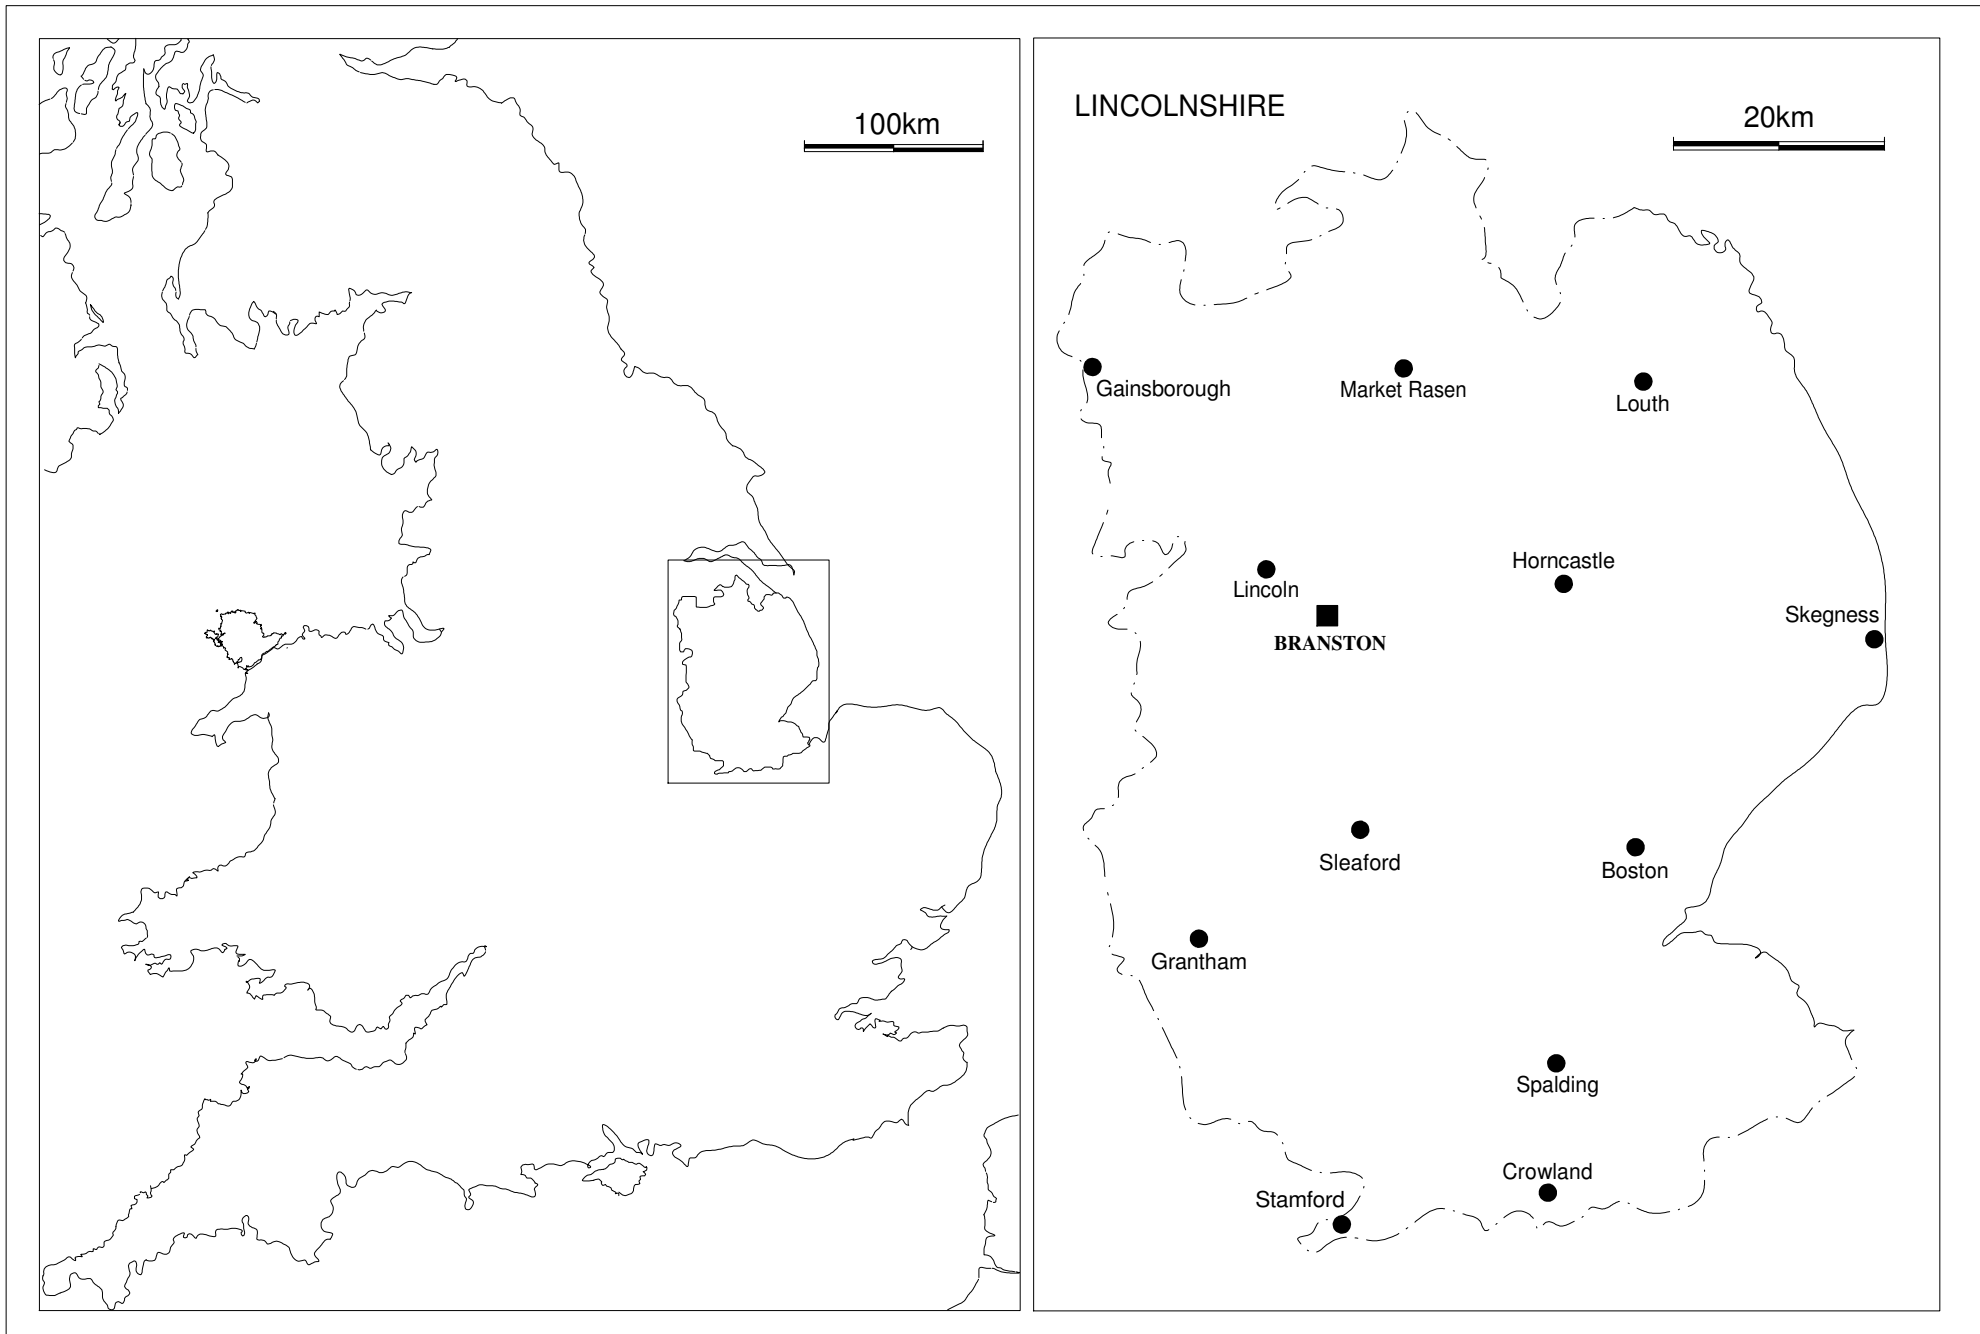 100km
LINCOLNSHIRE
20km
Gainsborough
Market Rasen
Louth
Lincoln
BRANSTON
Horncastle
Skegness
Sleaford
Boston
Grantham
Spalding
Crowland
Stamford